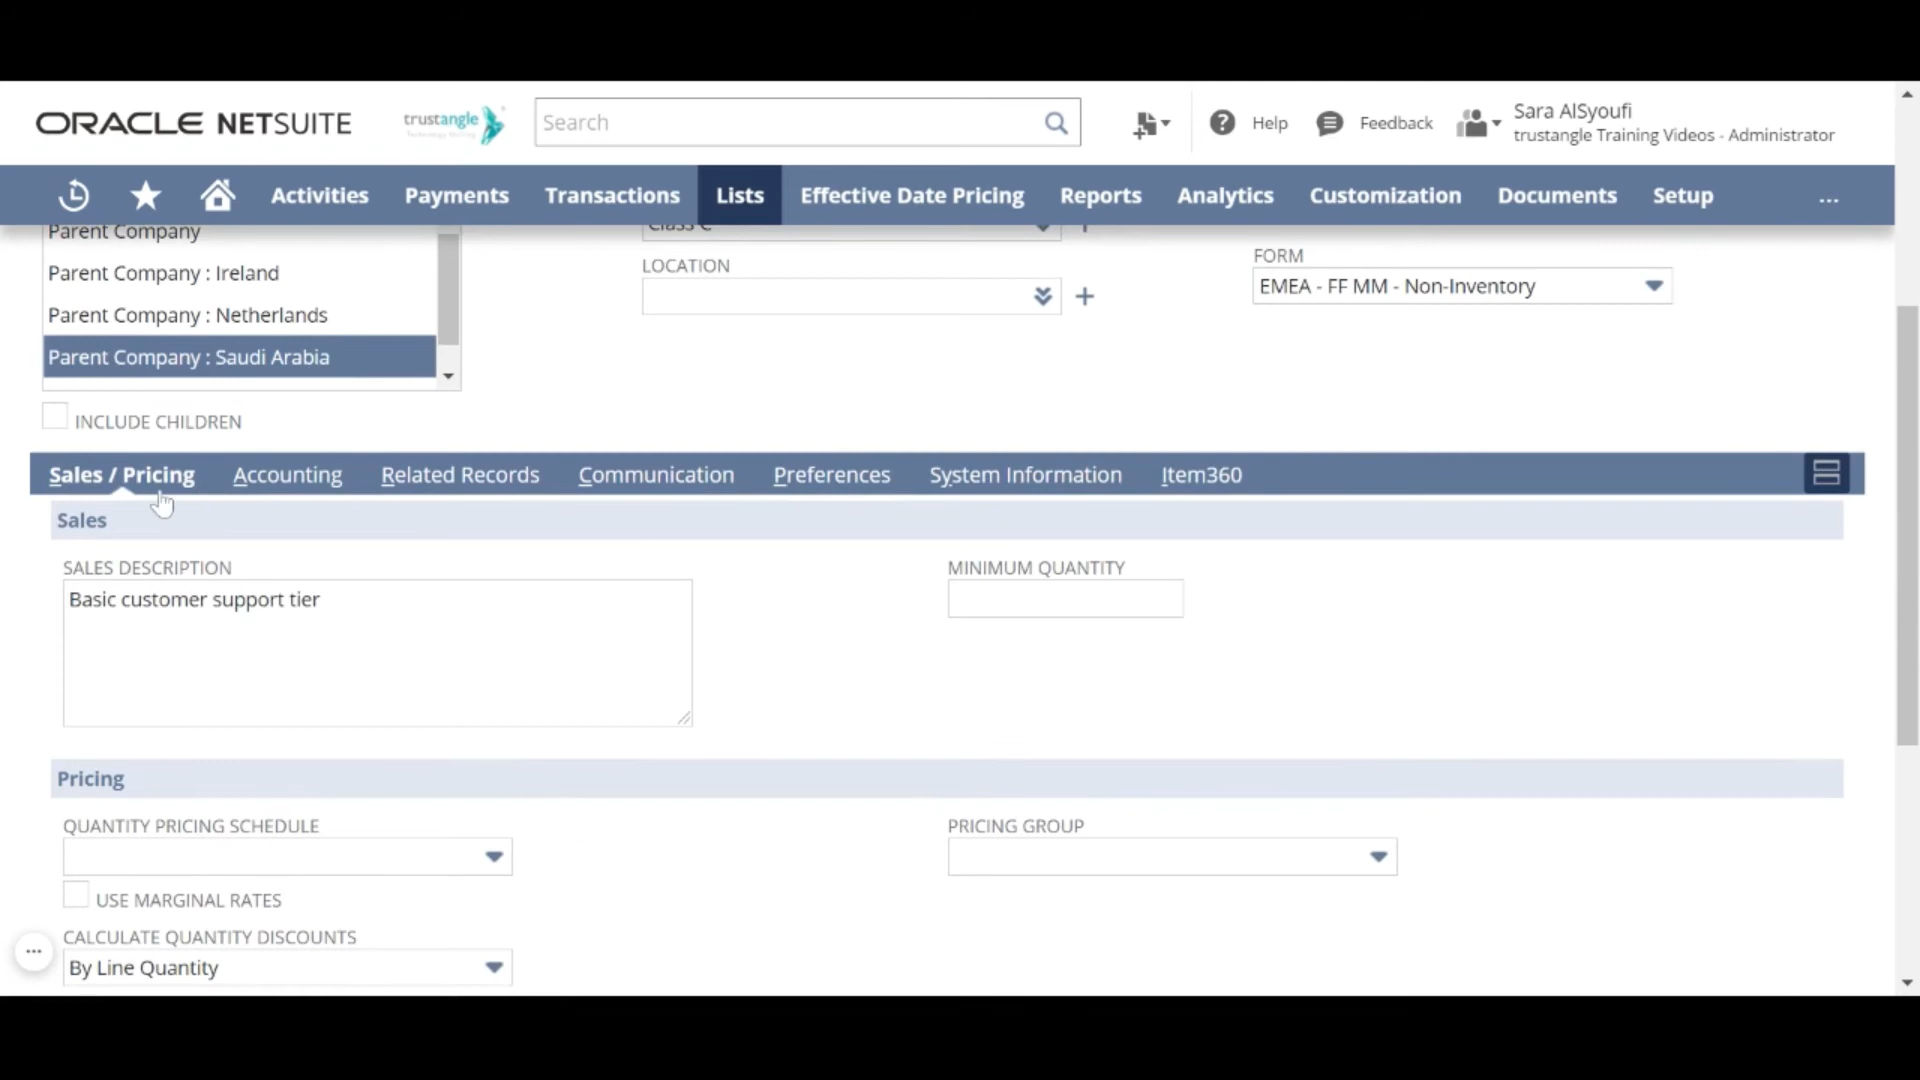 ORACLE NETSUITE
trustangle
Search
Help
Feedback
Sara AlSyoufi
trustangle Training Videos - Administrator
Activities
Payments
Transactions
Lists
Effective Date Pricing
Reports
Analytics
Customization
Documents
Setup
...
Parent Company
Parent Company : Ireland
Parent Company : Netherlands
Parent Company : Saudi Arabia
INCLUDE CHILDREN
Class C
LOCATION
FORM
EMEA - FF MM - Non-Inventory
Sales / Pricing
Accounting
Related Records
Communication
Preferences
System Information
Item360
Sales
SALES DESCRIPTION
Basic customer support tier
MINIMUM QUANTITY
Pricing
QUANTITY PRICING SCHEDULE
PRICING GROUP
USE MARGINAL RATES
CALCULATE QUANTITY DISCOUNTS
By Line Quantity